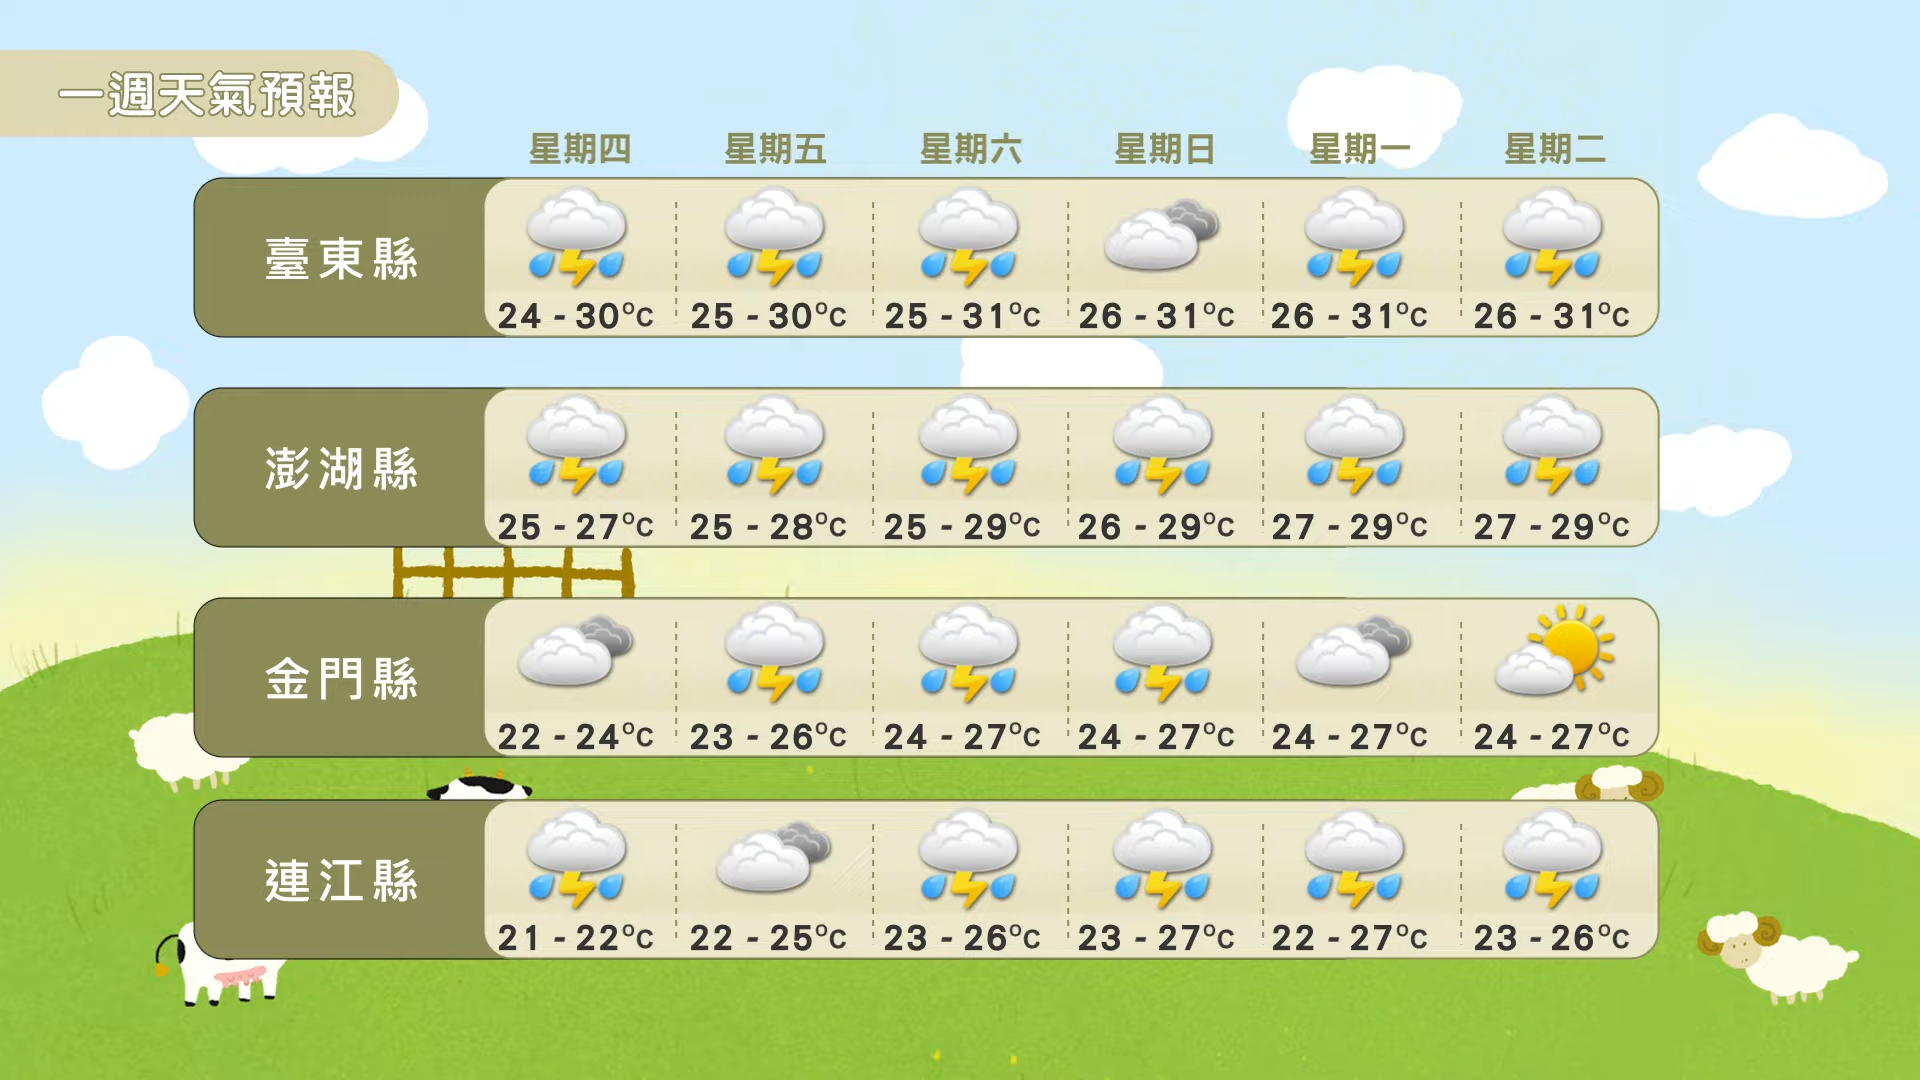 一週天氣預報
星期四 星期五 星期六 星期日 星期一 星期二
臺東縣
24 - 30°C 25 - 30°C 25 - 31°C 26 - 31°C 26 - 31°C 26 - 31°C
澎湖縣
25 - 27°C 25 - 28°C 25 - 29°C 26 - 29°C 27 - 29°C 27 - 29°C
金門縣
22 - 24°C 23 - 26°C 24 - 27°C 24 - 27°C 24 - 27°C 24 - 27°C
連江縣
21 - 22°C 22 - 25°C 23 - 26°C 23 - 27°C 22 - 27°C 23 - 26°C